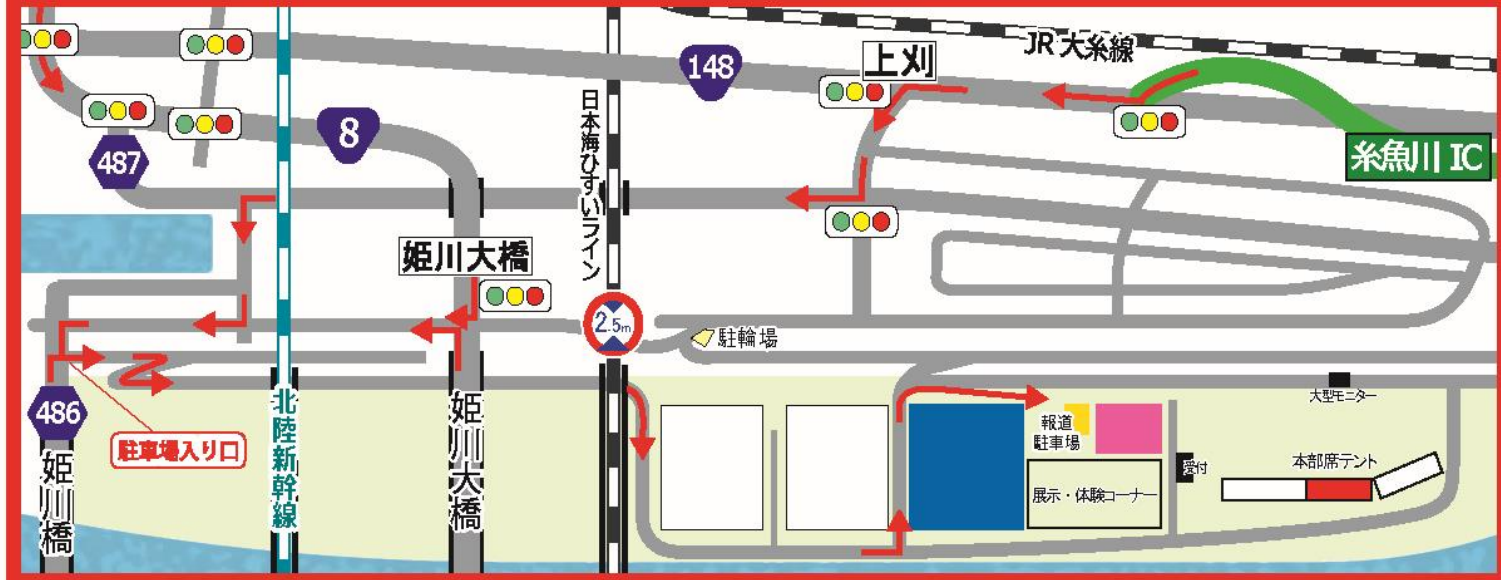 JR大糸線
上刈
148
8
487
糸魚川 IC
日本海ひすいライン
姫川大橋
2.5m
駐輪場
486
駐車場入り口
姫川橋
北陸新幹線
姫川大橋
大型モニター
報道
駐車場
受付
本部席テント
展示・体験コーナー